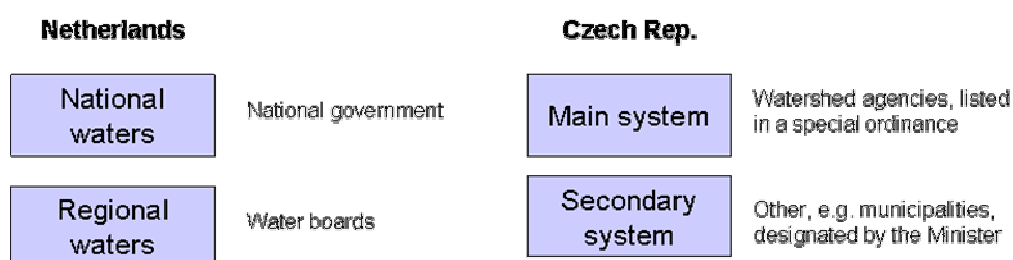 Netherlands
National
waters
National government
Regional
waters
Water boards
Czech Rep.
Main system
Watershed agencies, listed
in a special ordinance
Secondary
system
Other, e.g. municipalities,
designated by the Minister